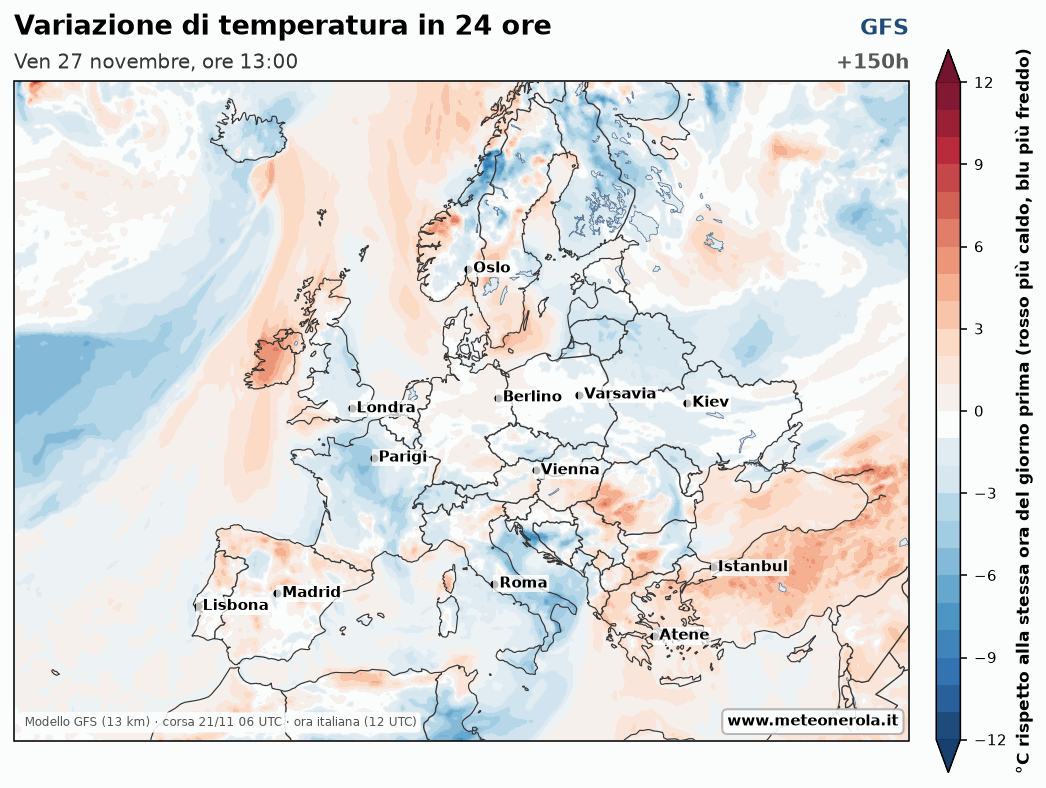 Variazione di temperatura in 24 ore
GFS
Ven 27 novembre, ore 13:00
+150h
Oslo
Londra
Berlino
Varsavia
Kiev
Parigi
Vienna
Istanbul
Roma
Madrid
Lisbona
Atene
Modello GFS (13 km) · corsa 21/11 06 UTC · ora italiana (12 UTC)
www.meteonerola.it
12
9
6
3
0
−3
−6
−9
−12
°C rispetto alla stessa ora del giorno prima (rosso più caldo, blu più freddo)